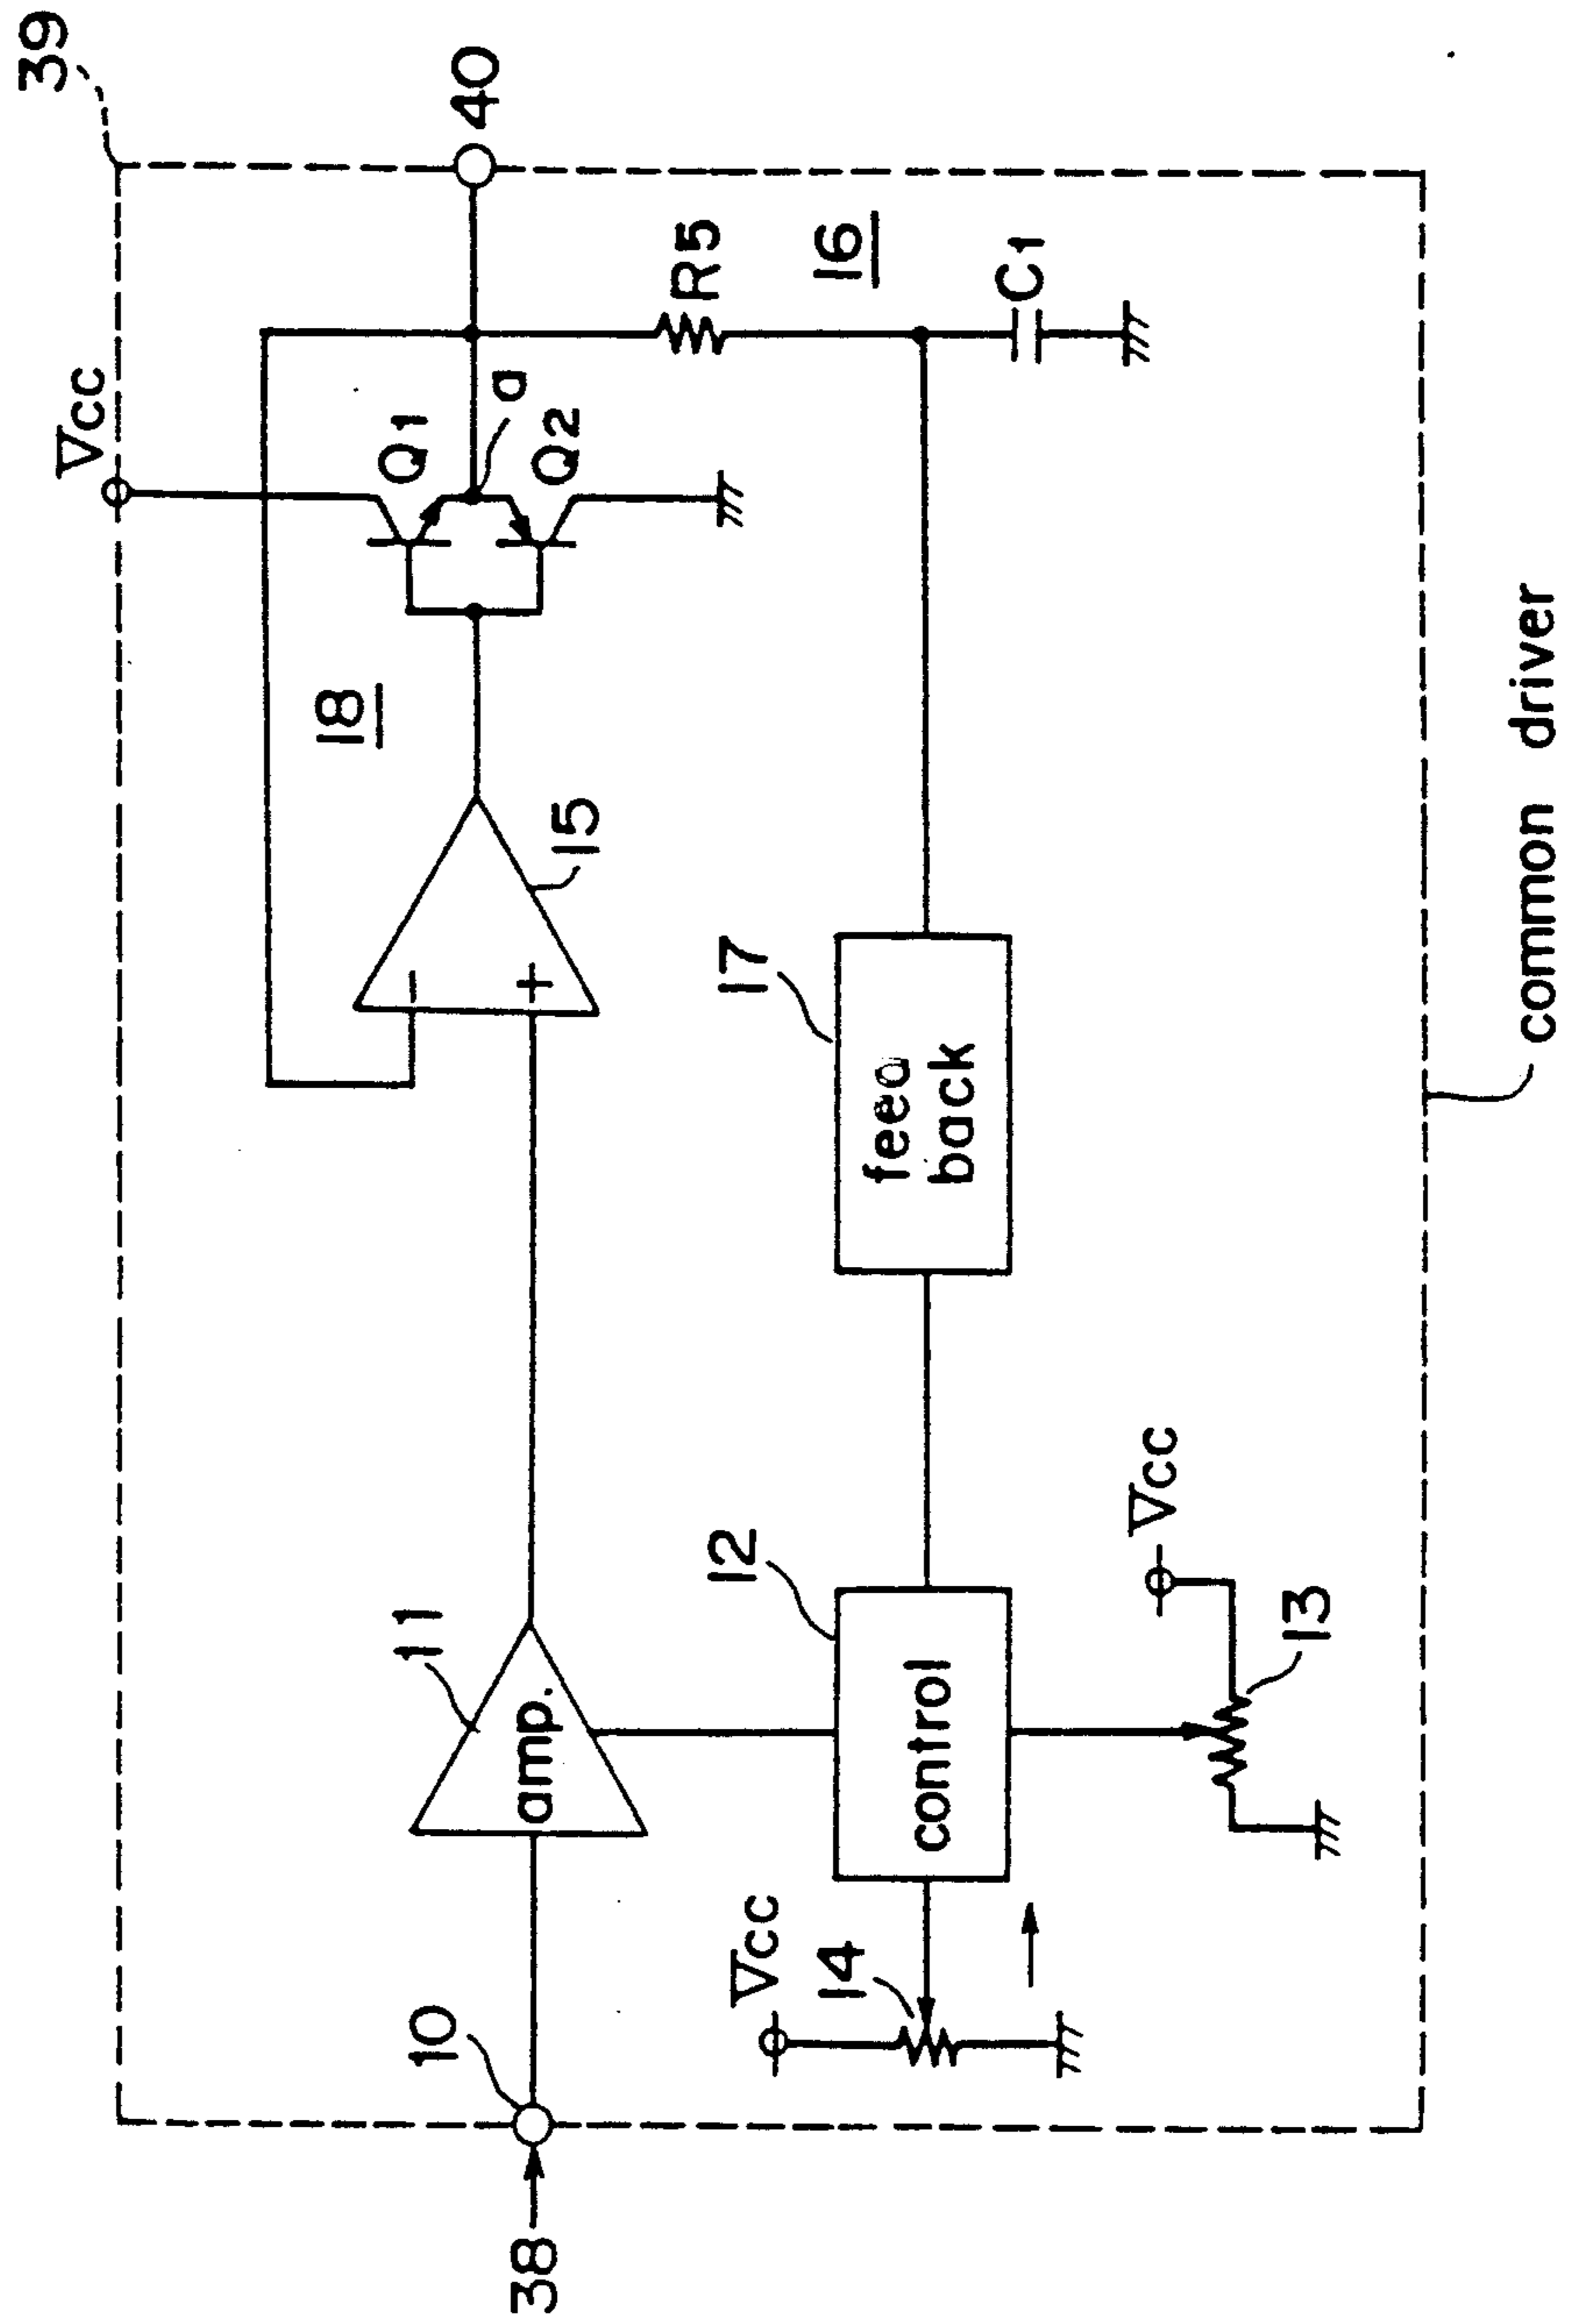 39
Vcc
40
Q1
a
Q2
R5
16
C1
18
15
-
+
17
feed
back
11
amp.
12
control
Vcc
13
Vcc
14
10
38
common driver